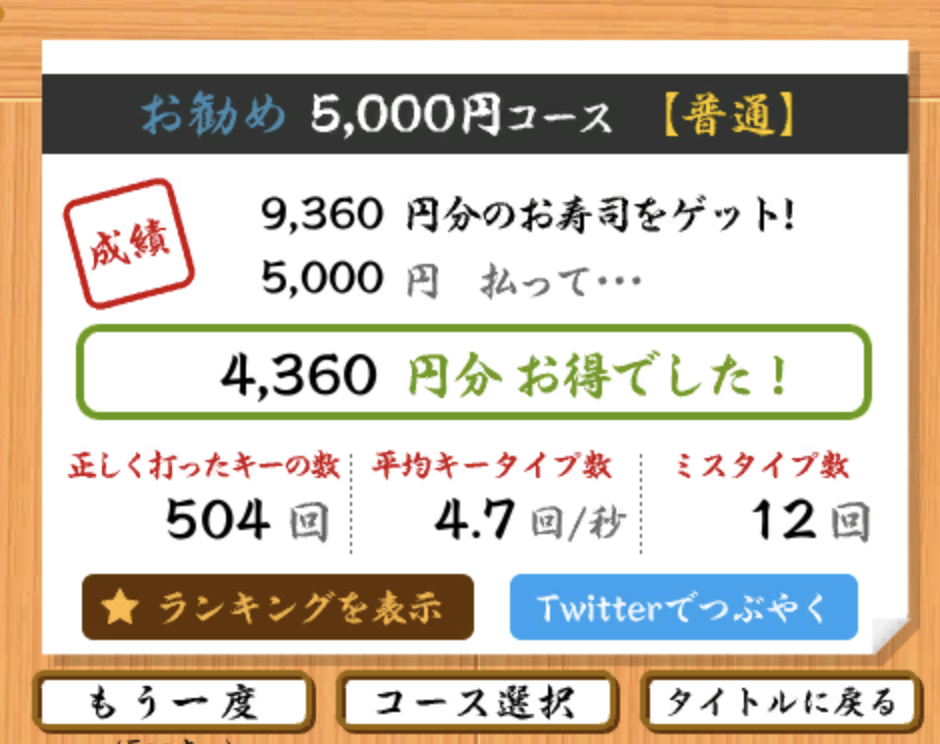 お勧め 5,000円コース 【普通】
成績
9,360 円分のお寿司をゲット!
5,000 円 払って…
4,360 円分 お得でした!
正しく打ったキーの数 平均キータイプ数 ミスタイプ数
504 回 4.7 回/秒 12 回
★ ランキングを表示 Twitterでつぶやく
もう一度 コース選択 タイトルに戻る